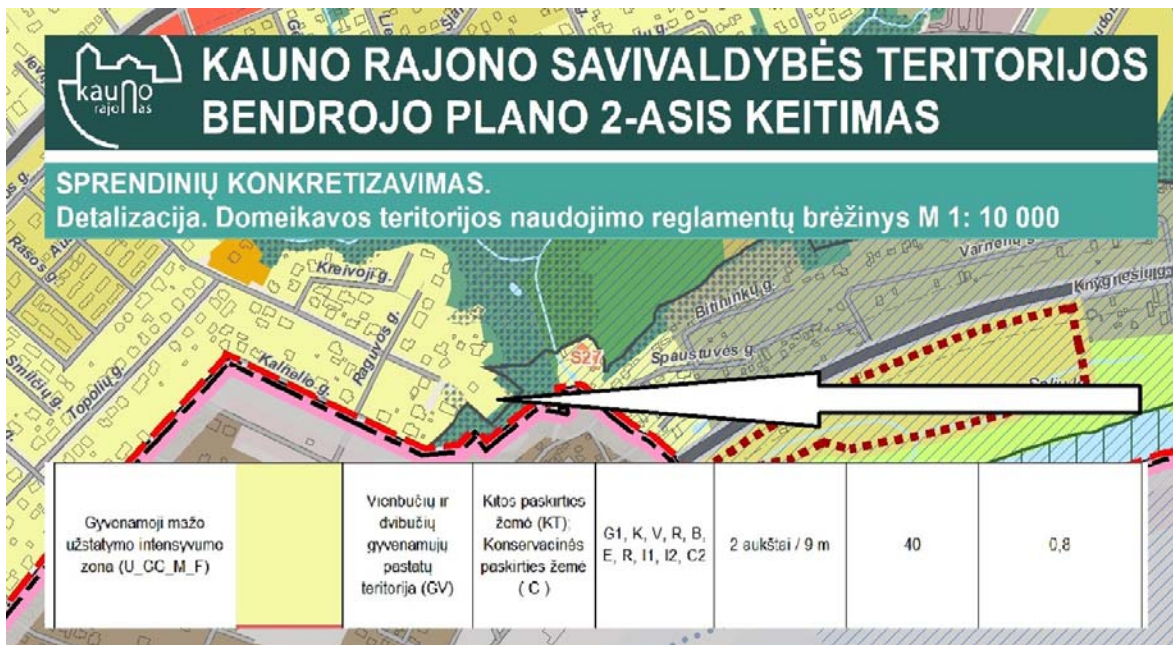 kauno
rajonas
KAUNO RAJONO SAVIVALDYBĖS TERITORIJOS
BENDROJO PLANO 2-ASIS KEITIMAS
SPRENDINIŲ KONKRETIZAVIMAS.
Detalizacija. Domeikavos teritorijos naudojimo reglamentų brėžinys M 1: 10 000
Rasos g.
Kreivoji g.
Varnėnų g.
Knygnešių g.
Bitininkų g.
Raguvos g.
Spaustuvės g.
S27
Kalnelio g.
Smilčių g.
Topolių g.
Gyvenamoji mažo
užstatymo intensyvumo
zona (U_GC_M_F)
Vienbučių ir
dvibučių
gyvenamųjų
pastatų
teritorija (GV)
Kitos paskirties
žemė (KT);
Konservacinės
paskirties žemė
( C )
G1, K, V, R, B,
E, R, I1, I2, C2
2 aukštai / 9 m
40
0,8